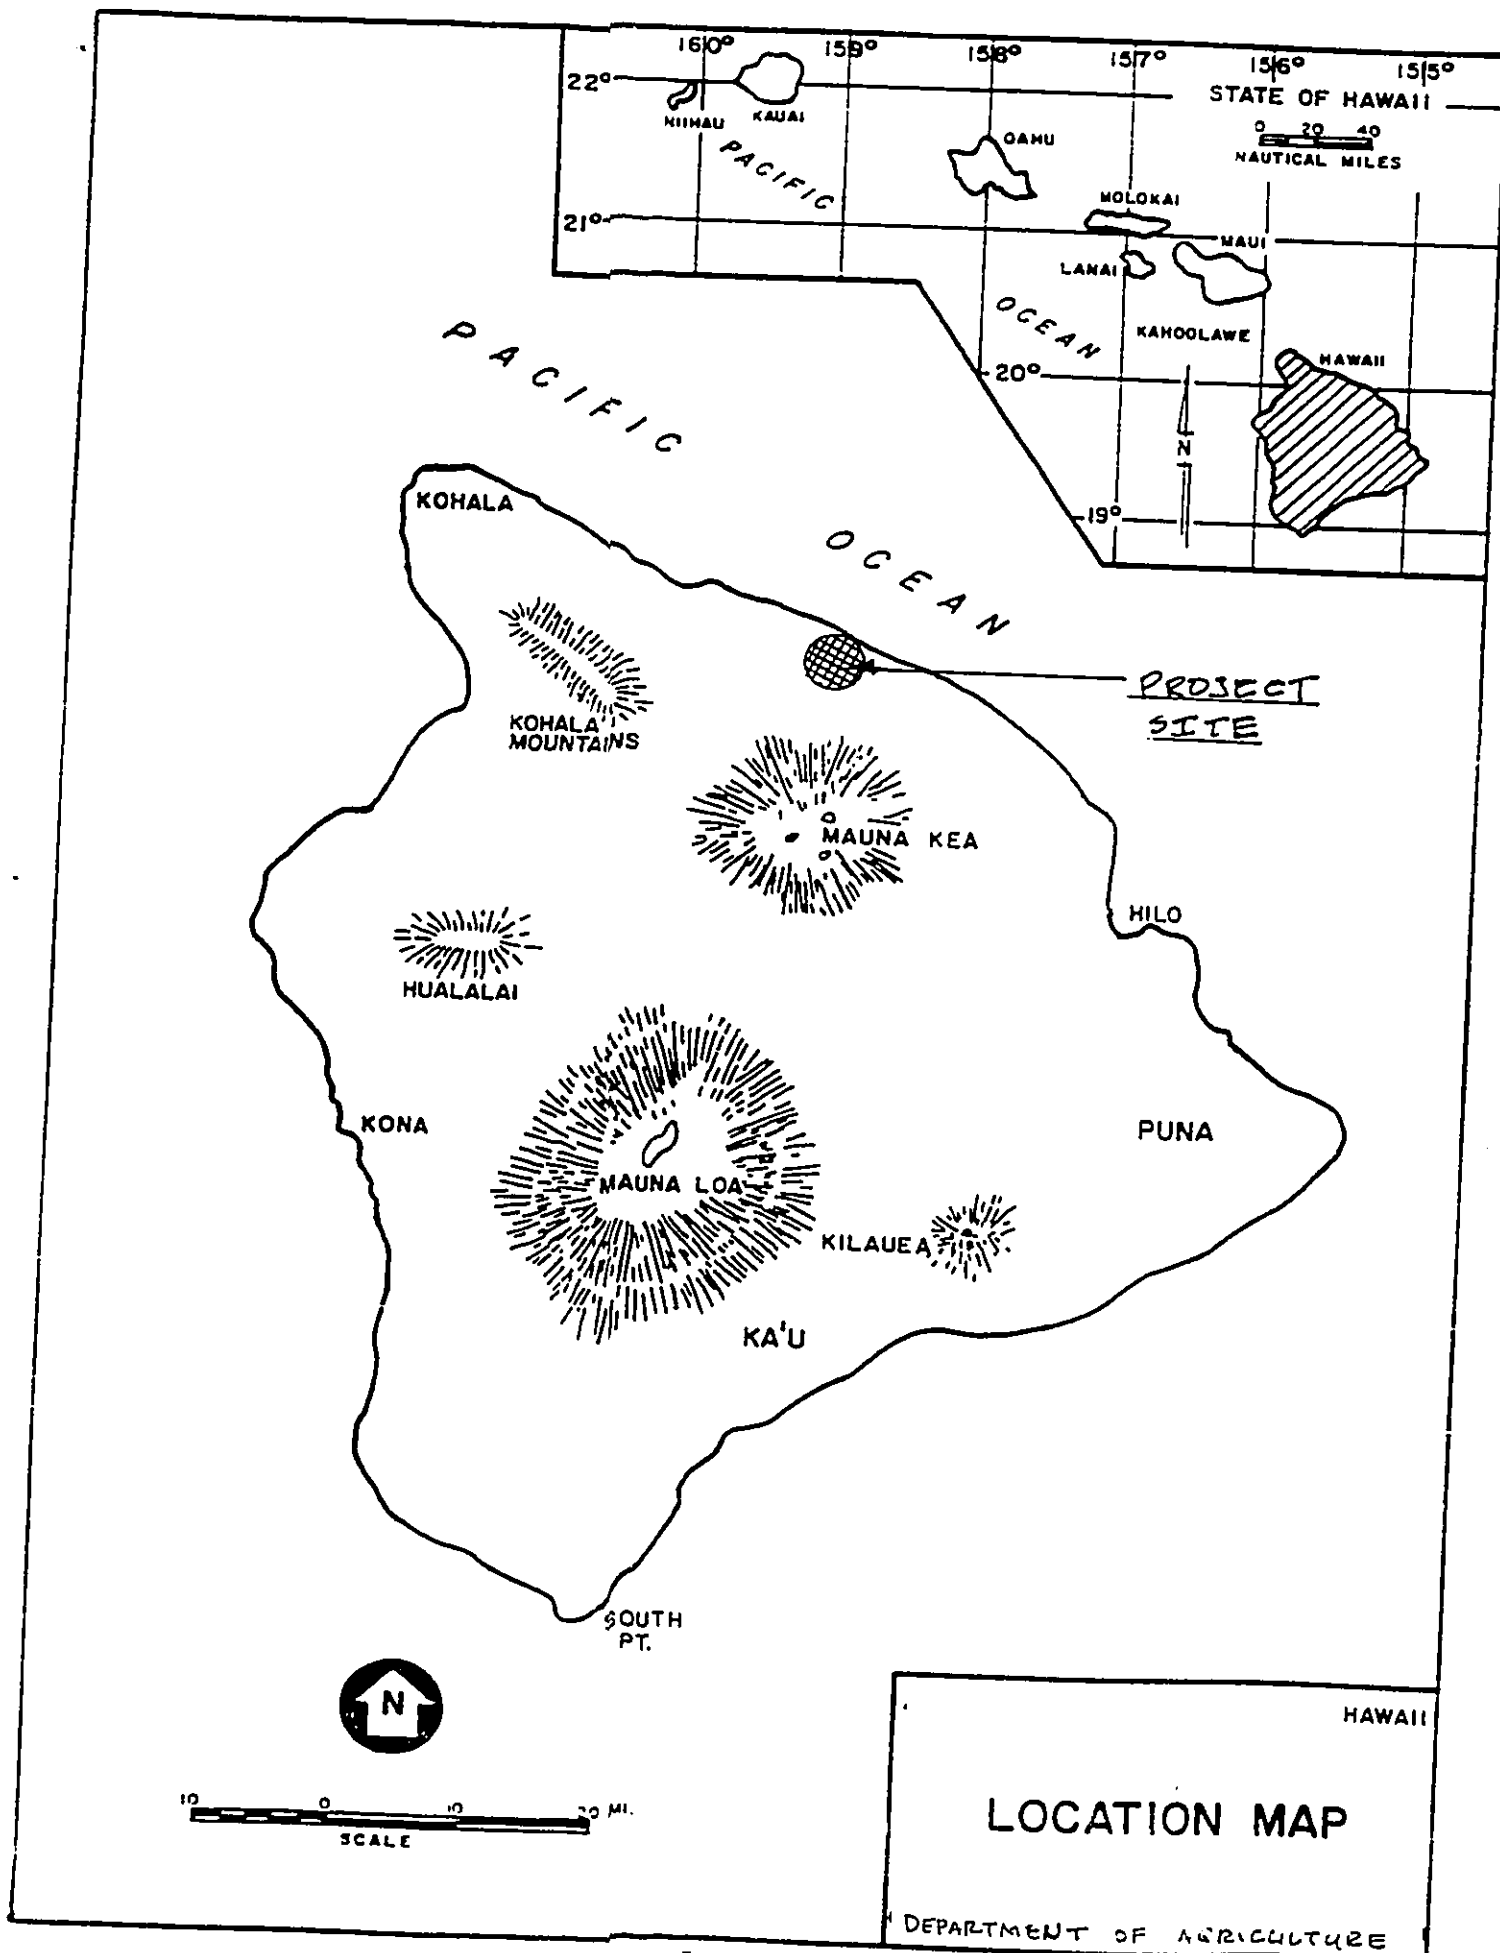 160° 159° 158° 157° 156° 155°
22°
STATE OF HAWAII
0 20 40
NAUTICAL MILES
NIIHAU
KAUAI
OAHU
PACIFIC
MOLOKAI
21°
MAUI
LANAI
OCEAN
KAHOOLAWE
HAWAII
20°
N
19°
PACIFIC
OCEAN
KOHALA
PROJECT
SITE
KOHALA
MOUNTAINS
MAUNA KEA
HILO
HUALALAI
KONA
PUNA
MAUNA LOA
KILAUEA
KA'U
SOUTH
PT.
N
10 0 10 20 MI.
SCALE
HAWAII
LOCATION MAP
DEPARTMENT OF AGRICULTURE